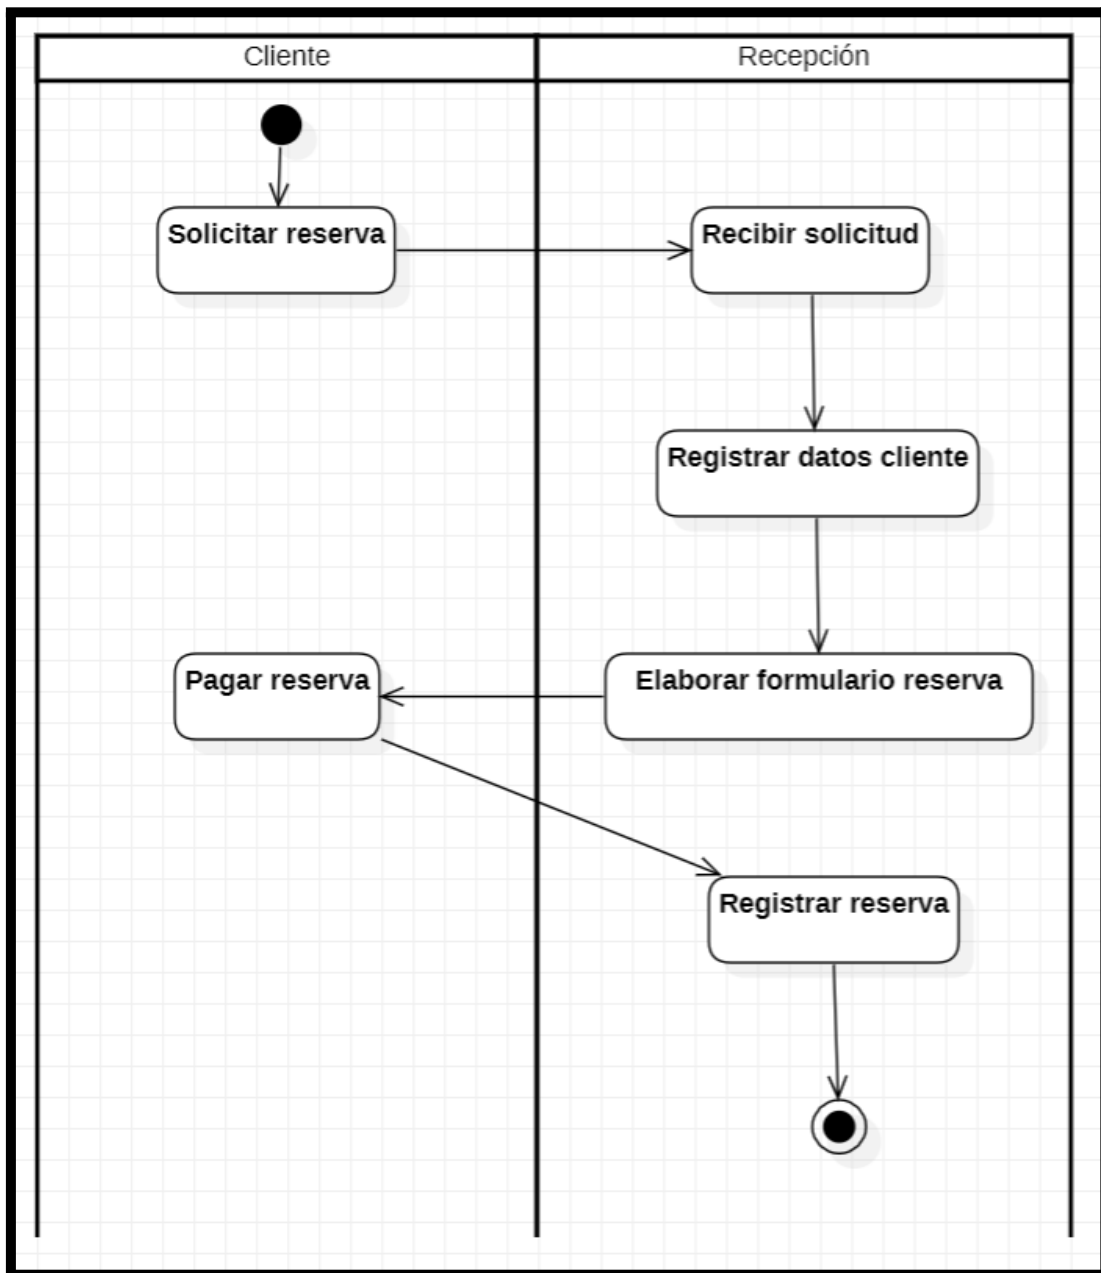 Cliente
Recepción
Solicitar reserva
Recibir solicitud
Registrar datos cliente
Pagar reserva
Elaborar formulario reserva
Registrar reserva